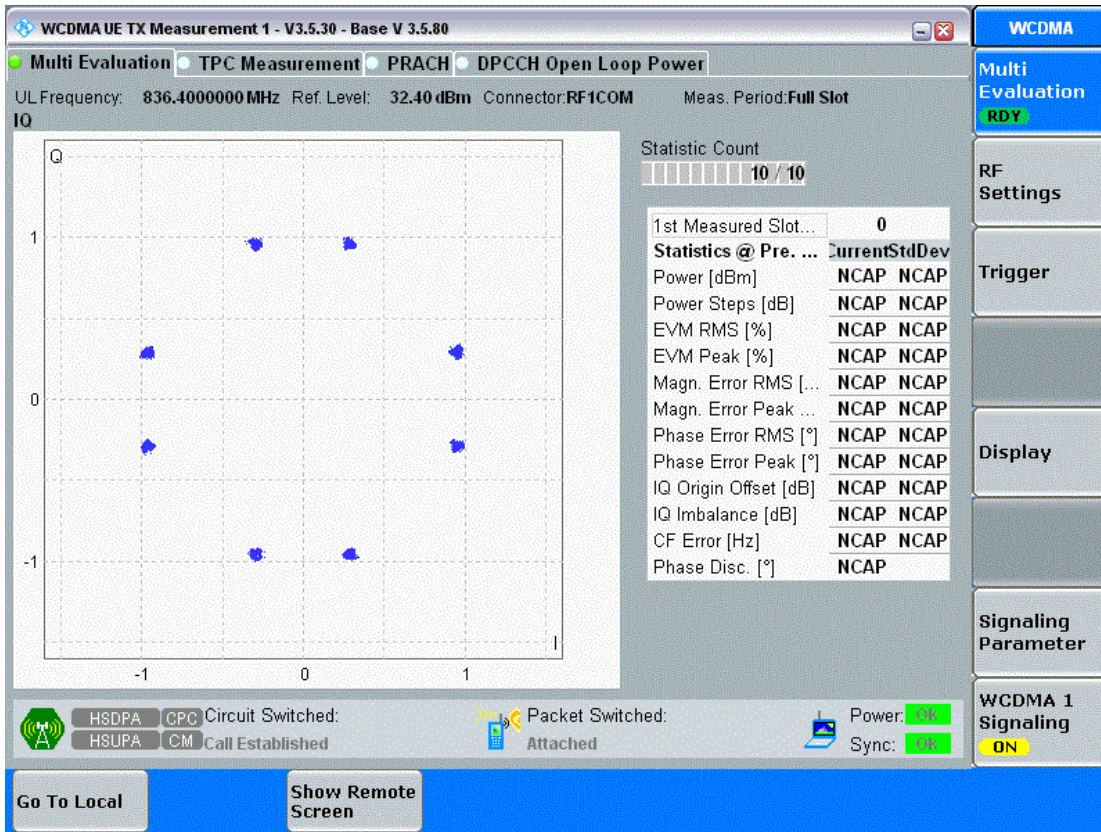 WCDMA UE TX Measurement 1 - V3.5.30 - Base V 3.5.80
WCDMA
Multi Evaluation TPC Measurement PRACH DPCCH Open Loop Power
UL Frequency: 836.4000000 MHz Ref. Level: 32.40 dBm Connector: RF1COM Meas. Period: Full Slot
IQ
Q
1
0
-1
-1 0 1
I
Statistic Count
10 / 10
1st Measured Slot... 0
Statistics @ Pre. ... Current StdDev
Power [dBm] NCAP NCAP
Power Steps [dB] NCAP NCAP
EVM RMS [%] NCAP NCAP
EVM Peak [%] NCAP NCAP
Magn. Error RMS [... NCAP NCAP
Magn. Error Peak ... NCAP NCAP
Phase Error RMS [°] NCAP NCAP
Phase Error Peak [°] NCAP NCAP
IQ Origin Offset [dB] NCAP NCAP
IQ Imbalance [dB] NCAP NCAP
CF Error [Hz] NCAP NCAP
Phase Disc. [°] NCAP
Multi
Evaluation
RDY
RF
Settings
Trigger
Display
Signaling
Parameter
WCDMA 1
Signaling
ON
HSDPA CPC Circuit Switched: Packet Switched: Power: OK
HSUPA CM Call Established Attached Sync: OK
Go To Local
Show Remote
Screen